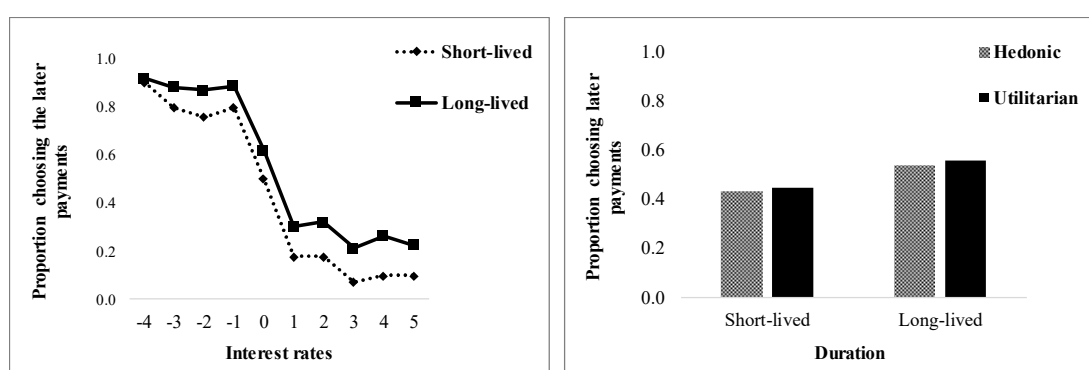 Short-lived
Long-lived
Proportion choosing the later
payments
1.0
0.8
0.6
0.4
0.2
0.0
-4 -3 -2 -1 0 1 2 3 4 5
Interest rates
Hedonic
Utilitarian
Proportion choosing later
payments
1.0
0.8
0.6
0.4
0.2
0.0
Short-lived Long-lived
Duration